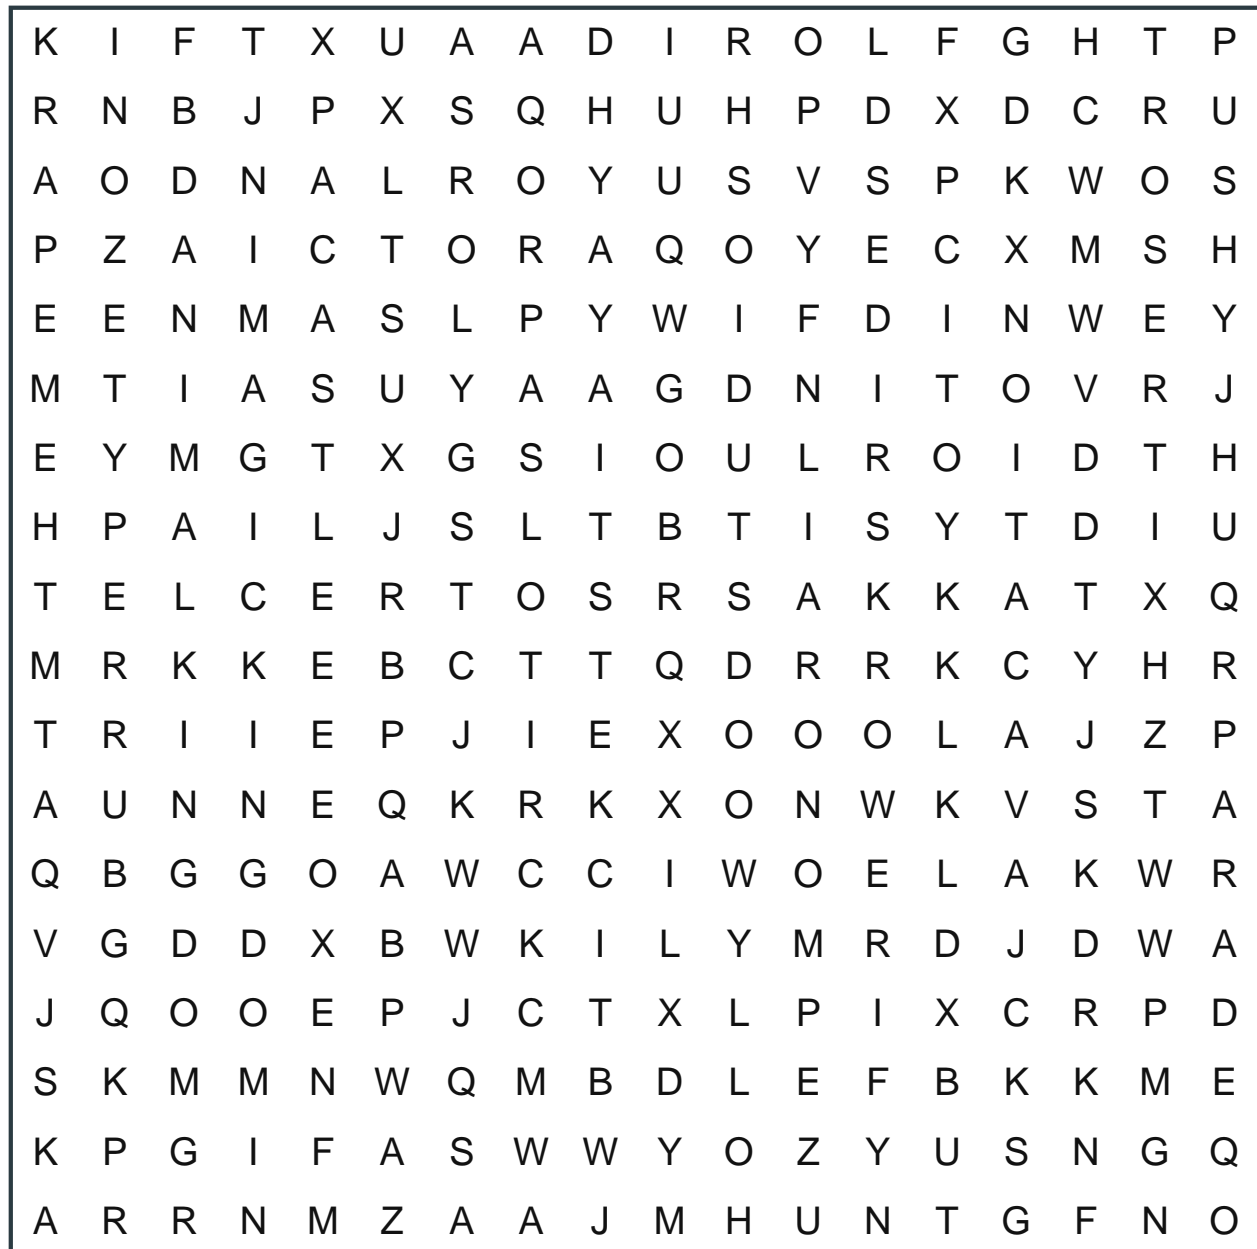 K I F T X U A A D I R O L F G H T P
R N B J P X S Q H U H P D X D C R U
A O D N A L R O Y U S V S P K W O S
P Z A I C T O R A Q O Y E C X M S H
E E N M A S L P Y W I F D I N W E Y
M T I A S U Y A A G D N I T O V R J
E Y M G T X G S I O U L R O I D T H
H P A I L J S L T B T I S Y T D I U
T E L C E R T O S R S A K K A T X Q
M R K K E B C T T Q D R R K C Y H R
T R I I E P J I E X O O O L A J Z P
A U N N E Q K R K X O N W K V S T A
Q B G G O A W C C I W O E L A K W R
V G D D X B W K I L Y M R D J D W A
J Q O O E P J C T X L P I X C R P D
S K M M N W Q M B D L E F B K K M E
K P G I F A S W W Y O Z Y U S N G Q
A R R N M Z A A J M H U N T G F N O